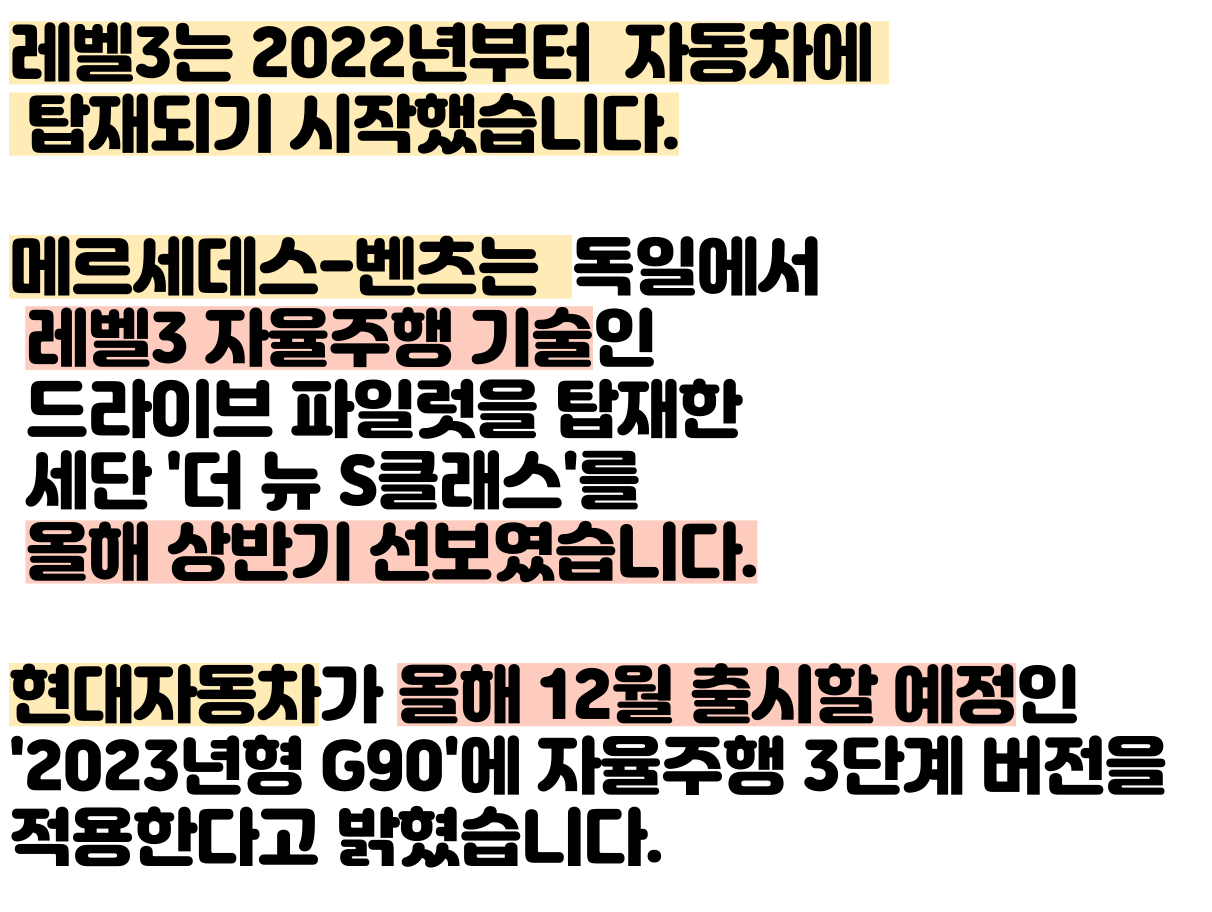 레벨3는 2022년부터 자동차에
탑재되기 시작했습니다.
메르세데스-벤츠는 독일에서
레벨3 자율주행 기술인
드라이브 파일럿을 탑재한
세단 '더 뉴 S클래스'를
올해 상반기 선보였습니다.
현대자동차가 올해 12월 출시할 예정인
'2023년형 G90'에 자율주행 3단계 버전을
적용한다고 밝혔습니다.